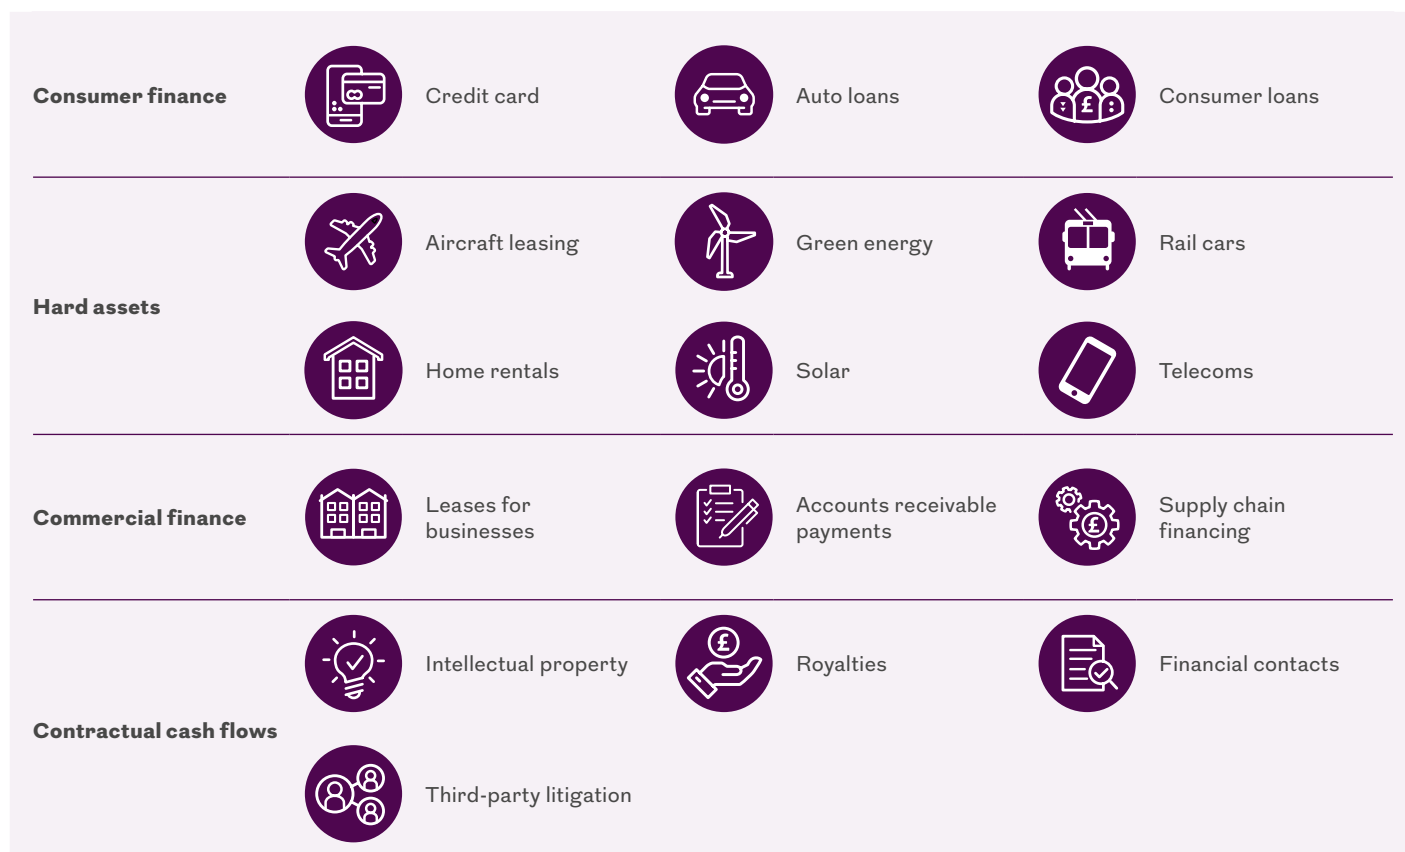 Consumer finance
Credit card
Auto loans
£
Consumer loans
Hard assets
Aircraft leasing
Green energy
Rail cars
Home rentals
Solar
Telecoms
Commercial finance
Leases for
businesses
Accounts receivable
payments
£
Supply chain
financing
Contractual cash flows
Intellectual property
£
Royalties
Financial contacts
Third-party litigation